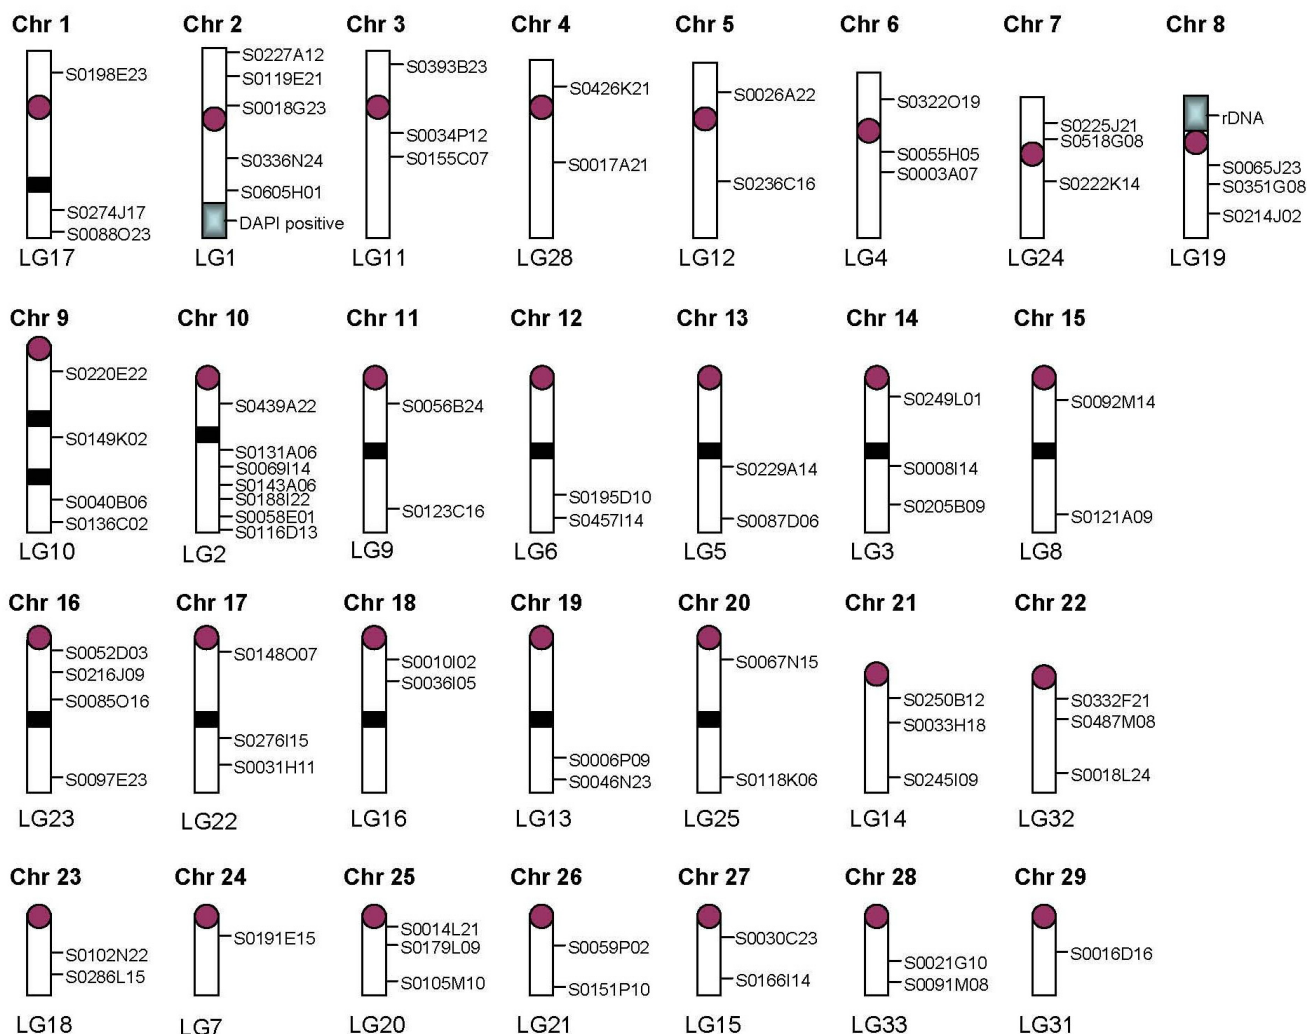 Chr 1
S0198E23
S0274J17
S0088O23
LG17
Chr 2
S0227A12
S0119E21
S0018G23
S0336N24
S0605H01
DAPI positive
LG1
Chr 3
S0393B23
S0034P12
S0155C07
LG11
Chr 4
S0426K21
S0017A21
LG28
Chr 5
S0026A22
S0236C16
LG12
Chr 6
S0322O19
S0055H05
S0003A07
LG4
Chr 7
S0225J21
S0518G08
S0222K14
LG24
Chr 8
rDNA
S0065J23
S0351G08
S0214J02
LG19
Chr 9
S0220E22
S0149K02
S0040B06
S0136C02
LG10
Chr 10
S0439A22
S0131A06
S0069I14
S0143A06
S0188I22
S0058E01
S0116D13
LG2
Chr 11
S0056B24
S0123C16
LG9
Chr 12
S0195D10
S0457I14
LG6
Chr 13
S0229A14
S0087D06
LG5
Chr 14
S0249L01
S0008I14
S0205B09
LG3
Chr 15
S0092M14
S0121A09
LG8
Chr 16
S0052D03
S0216J09
S0085O16
S0097E23
LG23
Chr 17
S0148O07
S0276I15
S0031H11
LG22
Chr 18
S0010I02
S0036I05
LG16
Chr 19
S0006P09
S0046N23
LG13
Chr 20
S0067N15
S0118K06
LG25
Chr 21
S0250B12
S0033H18
S0245I09
LG14
Chr 22
S0332F21
S0487M08
S0018L24
LG32
Chr 23
S0102N22
S0286L15
LG18
Chr 24
S0191E15
LG7
Chr 25
S0014L21
S0179L09
S0105M10
LG20
Chr 26
S0059P02
S0151P10
LG21
Chr 27
S0030C23
S0166I14
LG15
Chr 28
S0021G10
S0091M08
LG33
Chr 29
S0016D16
LG31